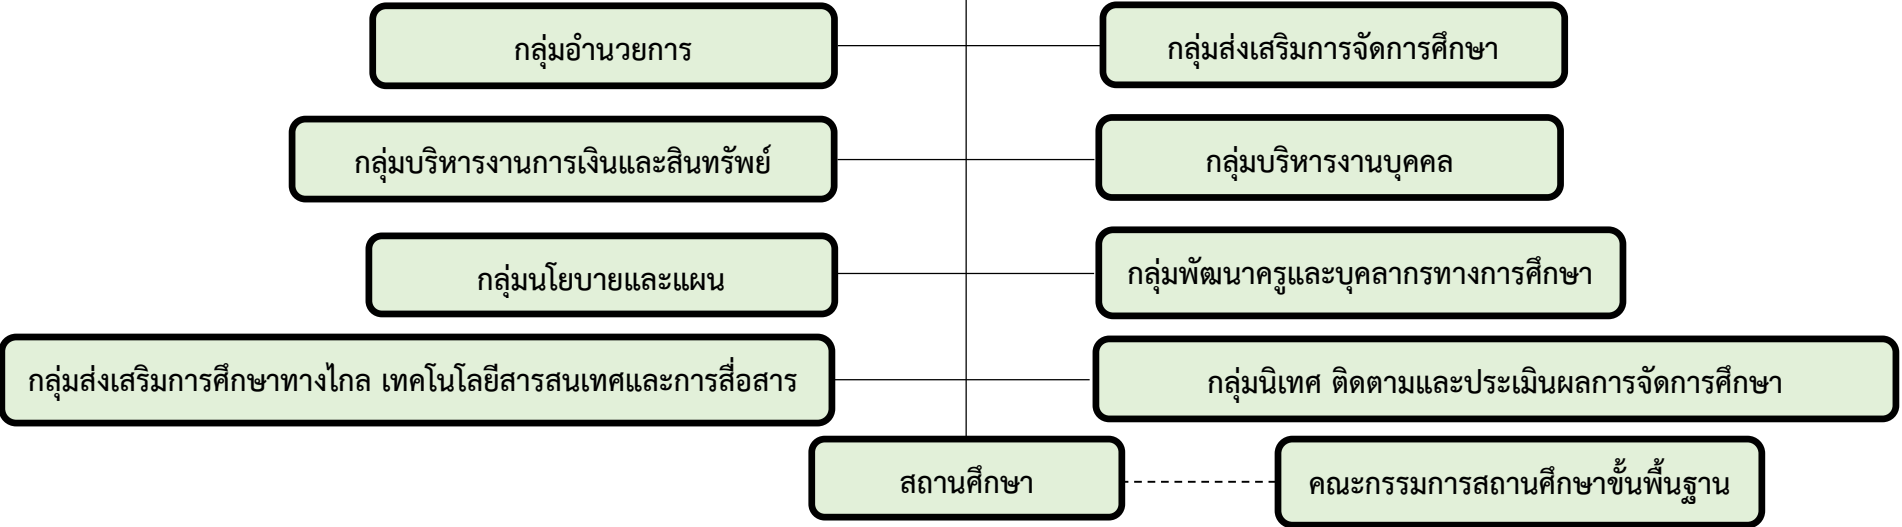 กลุ่มอำนวยการ
กลุ่มส่งเสริมการจัดการศึกษา
กลุ่มบริหารงานการเงินและสินทรัพย์
กลุ่มบริหารงานบุคคล
กลุ่มนโยบายและแผน
กลุ่มพัฒนาครูและบุคลากรทางการศึกษา
กลุ่มส่งเสริมการศึกษาทางไกล เทคโนโลยีสารสนเทศและการสื่อสาร
กลุ่มนิเทศ ติดตามและประเมินผลการจัดการศึกษา
สถานศึกษา
คณะกรรมการสถานศึกษาขั้นพื้นฐาน